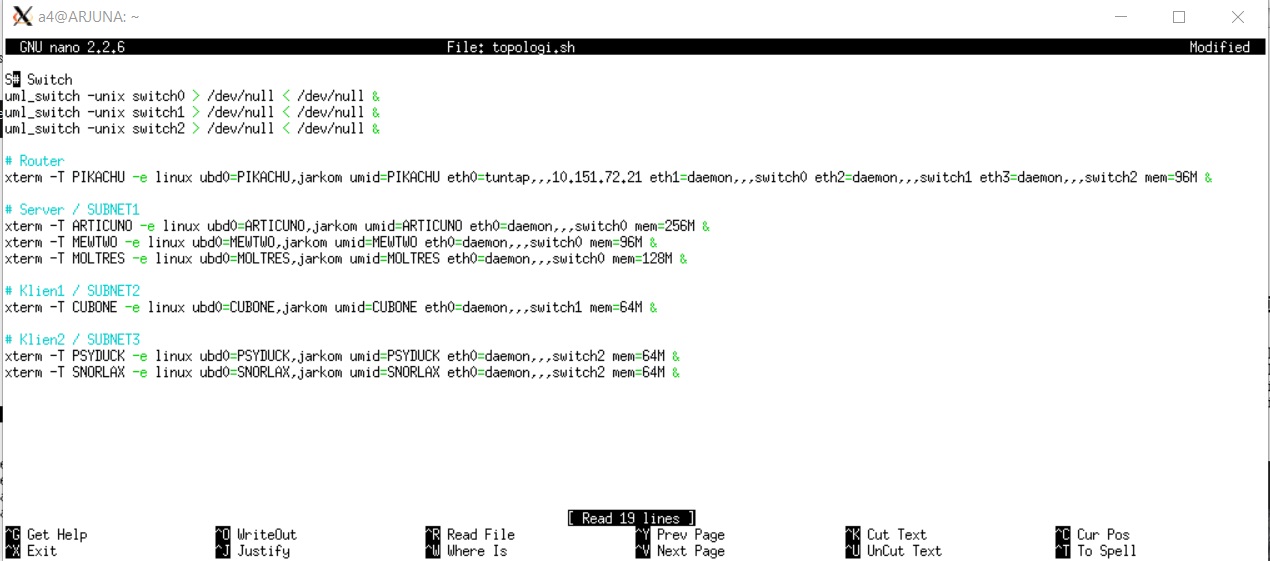 a4@ARJUNA: ~
GNU nano 2.2.6 File: topologi.sh Modified
S# Switch
uml_switch -unix switch0 > /dev/null < /dev/null &
uml_switch -unix switch1 > /dev/null < /dev/null &
uml_switch -unix switch2 > /dev/null < /dev/null &
# Router
xterm -T PIKACHU -e linux ubd0=PIKACHU,jarkom umid=PIKACHU eth0=tuntap,,,10.151.72.21 eth1=daemon,,,switch0 eth2=daemon,,,switch1 eth3=daemon,,,switch2 mem=96M &
# Server / SUBNET1
xterm -T ARTICUNO -e linux ubd0=ARTICUNO,jarkom umid=ARTICUNO eth0=daemon,,,switch0 mem=256M &
xterm -T MEWTWO -e linux ubd0=MEWTWO,jarkom umid=MEWTWO eth0=daemon,,,switch0 mem=96M &
xterm -T MOLTRES -e linux ubd0=MOLTRES,jarkom umid=MOLTRES eth0=daemon,,,switch0 mem=128M &
# Klien1 / SUBNET2
xterm -T CUBONE -e linux ubd0=CUBONE,jarkom umid=CUBONE eth0=daemon,,,switch1 mem=64M &
# Klien2 / SUBNET3
xterm -T PSYDUCK -e linux ubd0=PSYDUCK,jarkom umid=PSYDUCK eth0=daemon,,,switch2 mem=64M &
xterm -T SNORLAX -e linux ubd0=SNORLAX,jarkom umid=SNORLAX eth0=daemon,,,switch2 mem=64M &
[ Read 19 lines ]
^G Get Help ^O WriteOut ^R Read File ^Y Prev Page ^K Cut Text ^C Cur Pos
^X Exit ^J Justify ^W Where Is ^V Next Page ^U UnCut Text ^T To Spell